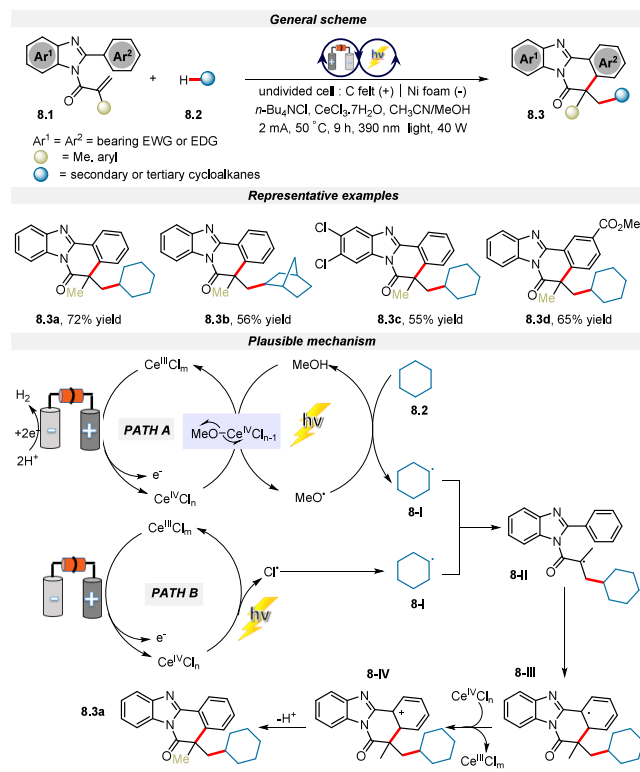 General scheme
Ar1
Ar2
N
N
O
8.1
+
H
8.2
hν
undivided cell : C felt (+) | Ni foam (-)
n-Bu4NCl, CeCl3.7H2O, CH3CN/MeOH
2 mA, 50 °C, 9 h, 390 nm light, 40 W
Ar1
Ar2
N
N
O
8.3
Ar1 = Ar2 = bearing EWG or EDG
= Me. aryl
= secondary or tertiary cycloalkanes
Representative examples
N
N
O
Me
8.3a, 72% yield
N
N
O
Me
8.3b, 56% yield
Cl
Cl
N
N
O
Me
8.3c, 55% yield
CO2Me
N
N
O
Me
8.3d, 65% yield
Plausible mechanism
H2
+2e-
2H+
-
+
CeIIIClm
PATH A
e-
CeIVCln
MeO-CeIVCln-1
hν
MeOH
MeO•
8.2
8-I
CeIIIClm
PATH B
-
+
e-
CeIVCln
Cl•
hν
8-I
N
N
O
8-II
8-III
N
N
O
CeIVCln
CeIIIClm
8-IV
N
N
O
+
-H+
8.3a
N
N
O
Me